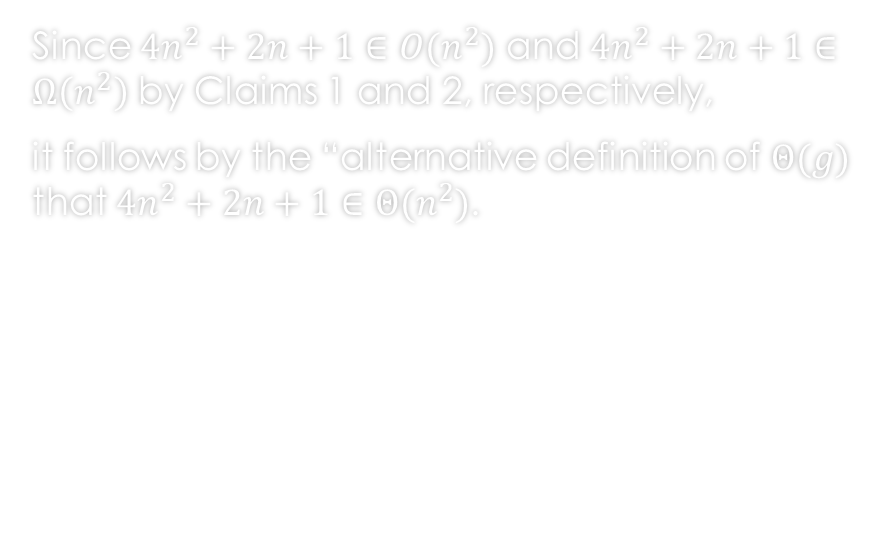 Since 4n² + 2n + 1 ∈ O(n²) and 4n² + 2n + 1 ∈
Ω(n²) by Claims 1 and 2, respectively,
it follows by the “alternative definition of Θ(g)
that 4n² + 2n + 1 ∈ Θ(n²).